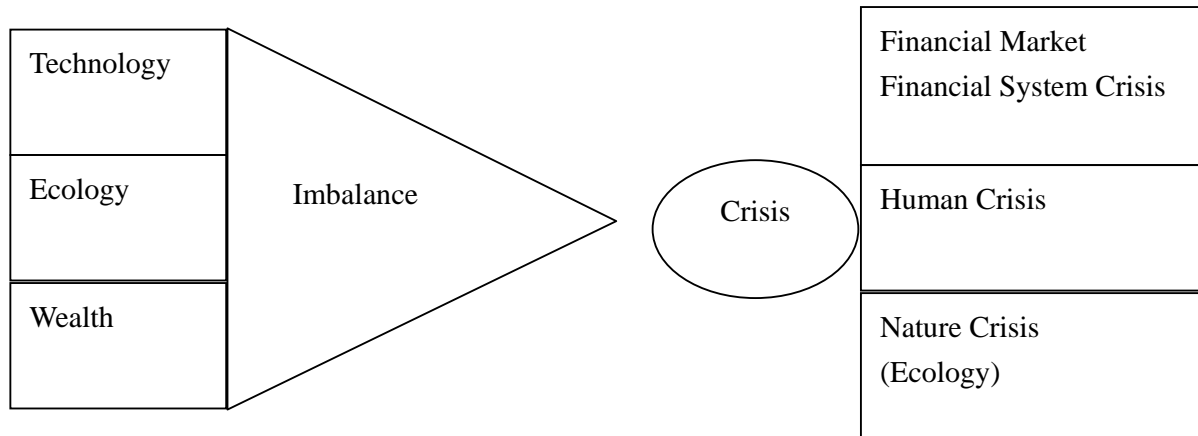 Technology
Ecology
Wealth
Imbalance
Crisis
Financial Market
Financial System Crisis
Human Crisis
Nature Crisis
(Ecology)